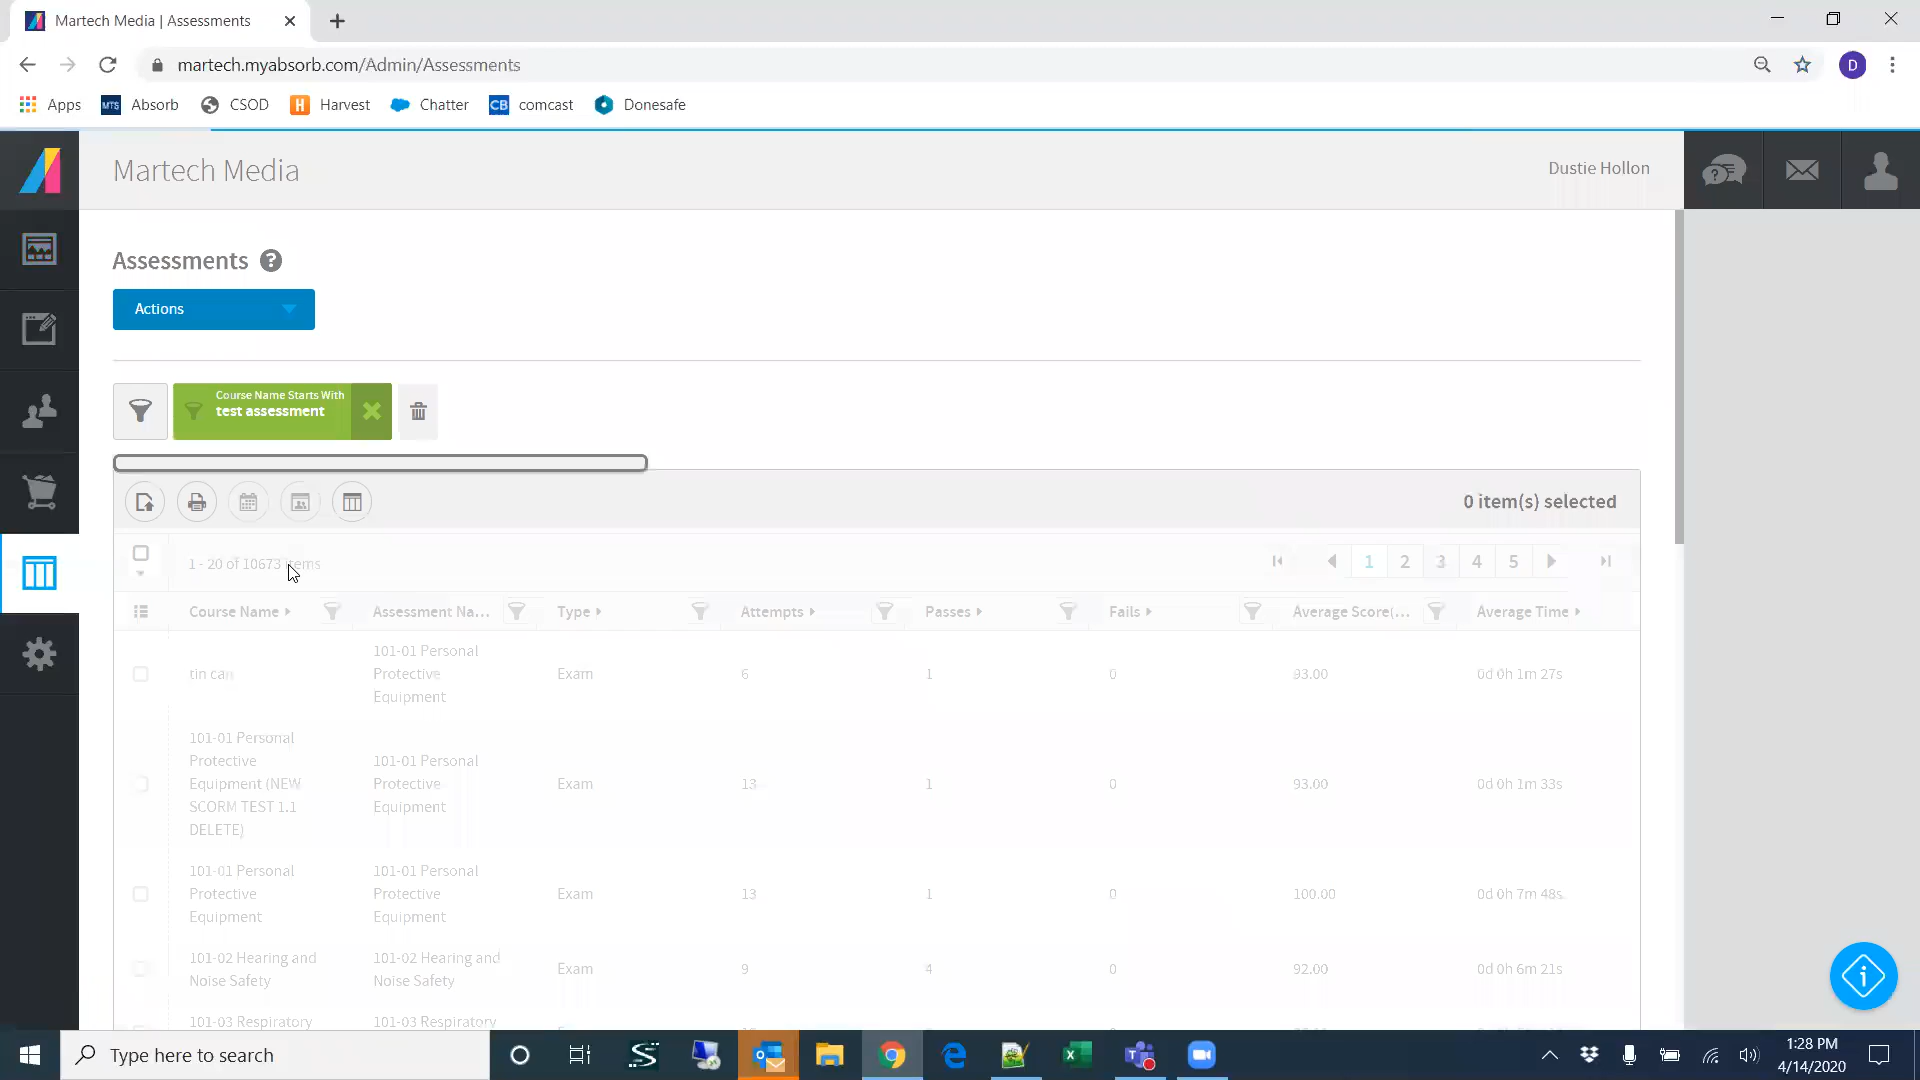 Martech Media | Assessments
martech.myabsorb.com/Admin/Assessments
D
Apps
MTS Absorb
CSOD
H Harvest
Chatter
CB comcast
Donesafe
Martech Media
Dustie Hollon
Assessments ?
Actions
Course Name Starts With
test assessment
0 item(s) selected
1 - 20 of 10673 items
1 2 3 4 5
Course Name
Assessment Na...
Type
Attempts
Passes
Fails
Average Score(...
Average Time
tin can
101-01 Personal
Protective
Equipment
Exam
6
1
0
93.00
0d 0h 1m 27s
101-01 Personal
Protective
Equipment (NEW
SCORM TEST 1.1
DELETE)
101-01 Personal
Protective
Equipment
Exam
13
1
0
93.00
0d 0h 1m 33s
101-01 Personal
Protective
Equipment
101-01 Personal
Protective
Equipment
Exam
13
1
0
100.00
0d 0h 7m 48s
101-02 Hearing and
Noise Safety
101-02 Hearing and
Noise Safety
Exam
9
4
0
92.00
0d 0h 6m 21s
101-03 Respiratory
101-03 Respiratory
Type here to search
1:28 PM
4/14/2020